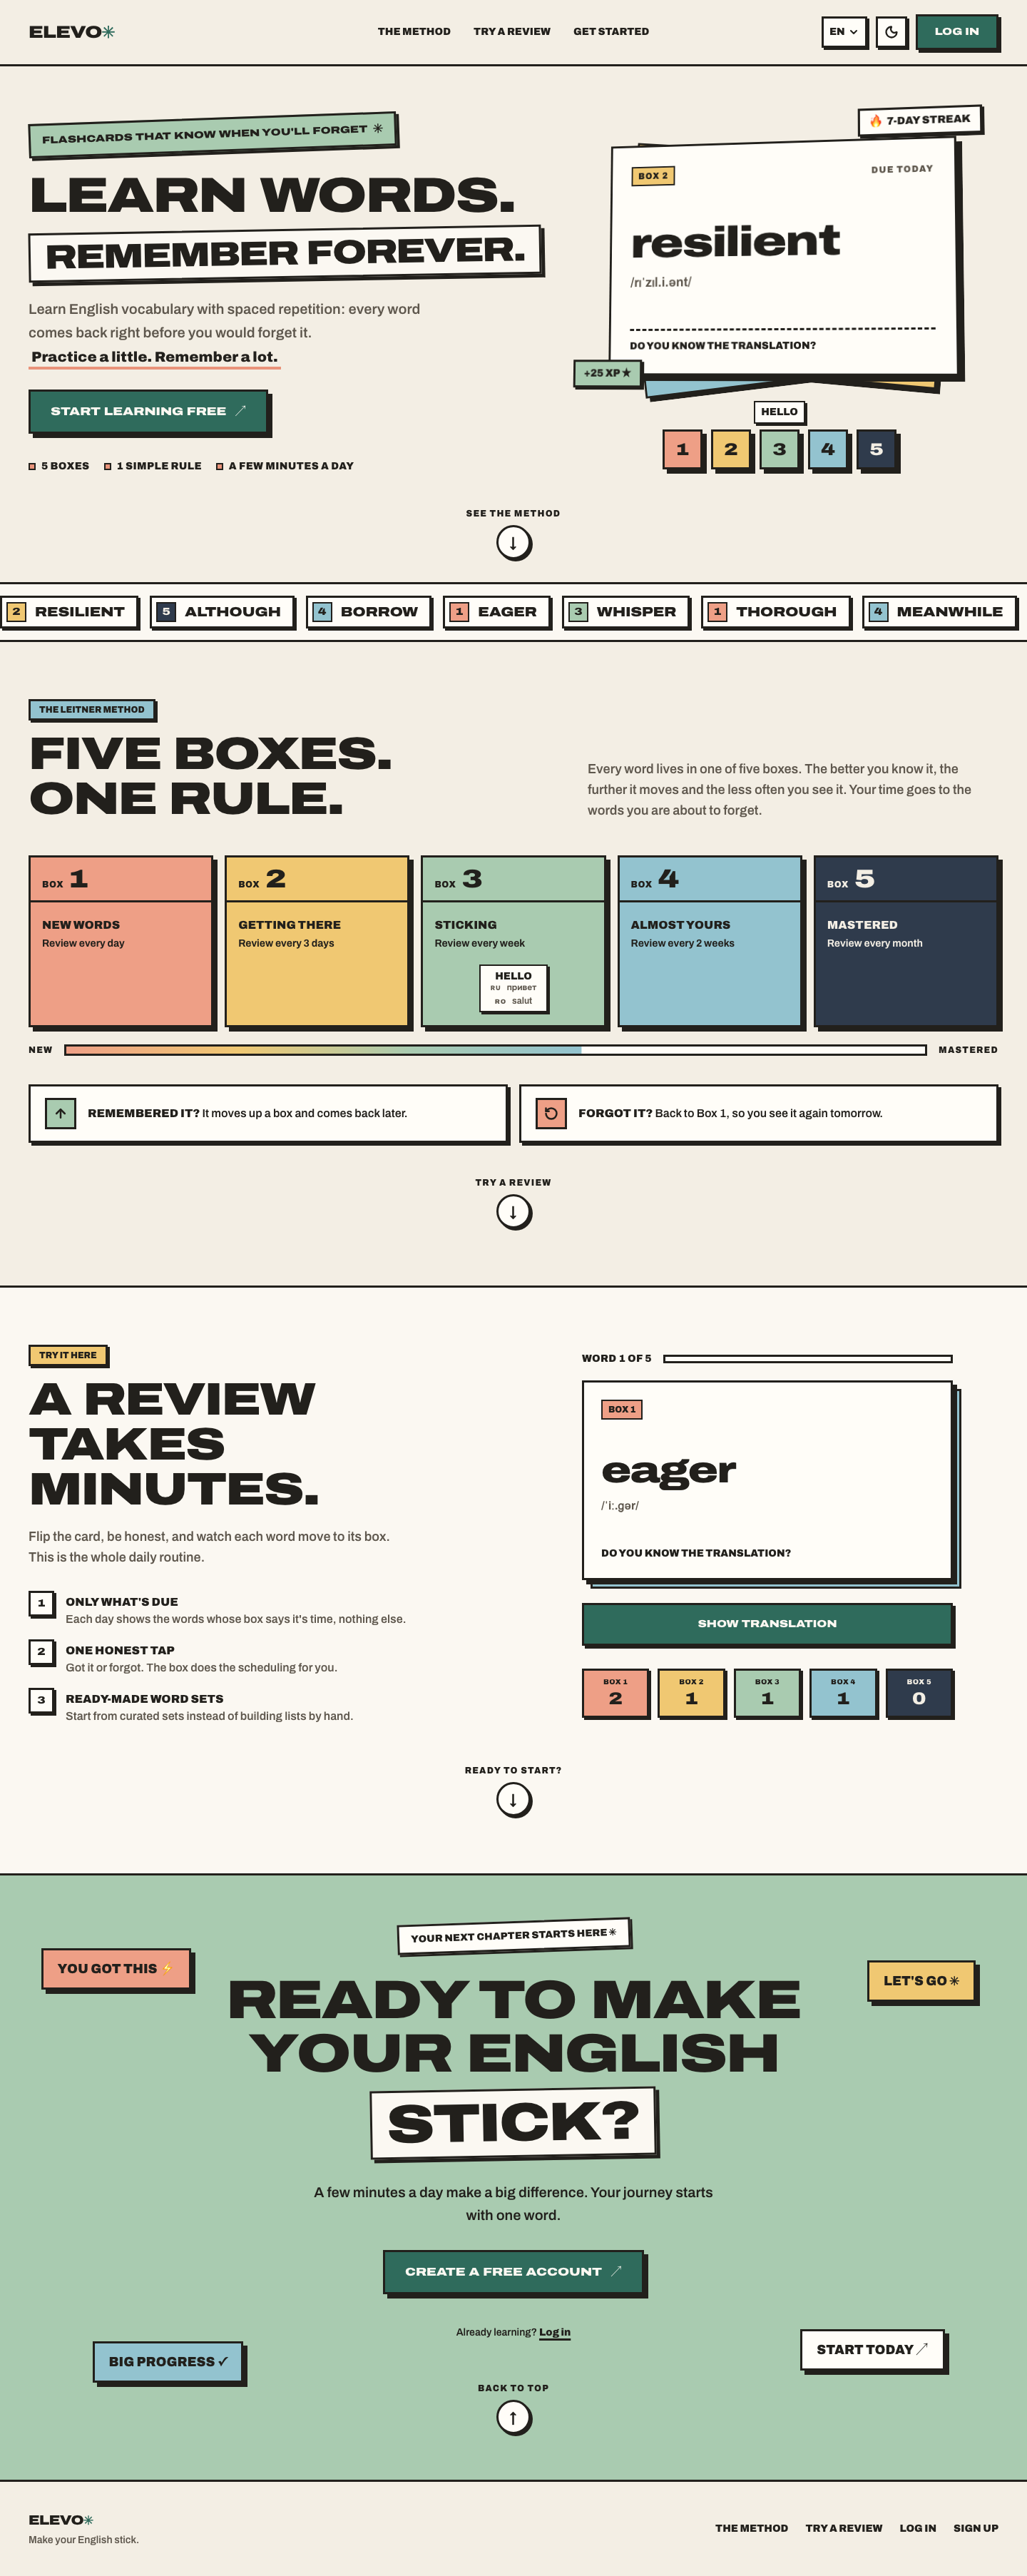 ELEVO✳
THE METHOD TRY A REVIEW GET STARTED
EN
LOG IN
FLASHCARDS THAT KNOW WHEN YOU'LL FORGET ✳
LEARN WORDS.
REMEMBER FOREVER.
Learn English vocabulary with spaced repetition: every word
comes back right before you would forget it.
Practice a little. Remember a lot.
START LEARNING FREE ↗
5 BOXES 1 SIMPLE RULE A FEW MINUTES A DAY
🔥 7-DAY STREAK
BOX 2 DUE TODAY
resilient
/rɪˈzɪl.i.ənt/
DO YOU KNOW THE TRANSLATION?
+25 XP ★
HELLO
1 2 3 4 5
SEE THE METHOD
↓
2 RESILIENT 5 ALTHOUGH 4 BORROW 1 EAGER 3 WHISPER 1 THOROUGH 4 MEANWHILE
THE LEITNER METHOD
FIVE BOXES.
ONE RULE.
Every word lives in one of five boxes. The better you know it, the
further it moves and the less often you see it. Your time goes to the
words you are about to forget.
BOX 1
NEW WORDS
Review every day
BOX 2
GETTING THERE
Review every 3 days
BOX 3
STICKING
Review every week
HELLO
RU привет
RO salut
BOX 4
ALMOST YOURS
Review every 2 weeks
BOX 5
MASTERED
Review every month
NEW MASTERED
REMEMBERED IT? It moves up a box and comes back later.
FORGOT IT? Back to Box 1, so you see it again tomorrow.
TRY A REVIEW
↓
TRY IT HERE
A REVIEW
TAKES
MINUTES.
Flip the card, be honest, and watch each word move to its box.
This is the whole daily routine.
1 ONLY WHAT'S DUE
Each day shows the words whose box says it's time, nothing else.
2 ONE HONEST TAP
Got it or forgot. The box does the scheduling for you.
3 READY-MADE WORD SETS
Start from curated sets instead of building lists by hand.
WORD 1 OF 5
BOX 1
eager
/ˈiː.ɡər/
DO YOU KNOW THE TRANSLATION?
SHOW TRANSLATION
BOX 1 BOX 2 BOX 3 BOX 4 BOX 5
2 1 1 1 0
READY TO START?
↓
YOUR NEXT CHAPTER STARTS HERE ✳
YOU GOT THIS ⚡
LET'S GO ✳
READY TO MAKE
YOUR ENGLISH
STICK?
A few minutes a day make a big difference. Your journey starts
with one word.
CREATE A FREE ACCOUNT ↗
Already learning? Log in
BIG PROGRESS ✓
START TODAY ↗
BACK TO TOP
↑
ELEVO✳
Make your English stick.
THE METHOD TRY A REVIEW LOG IN SIGN UP